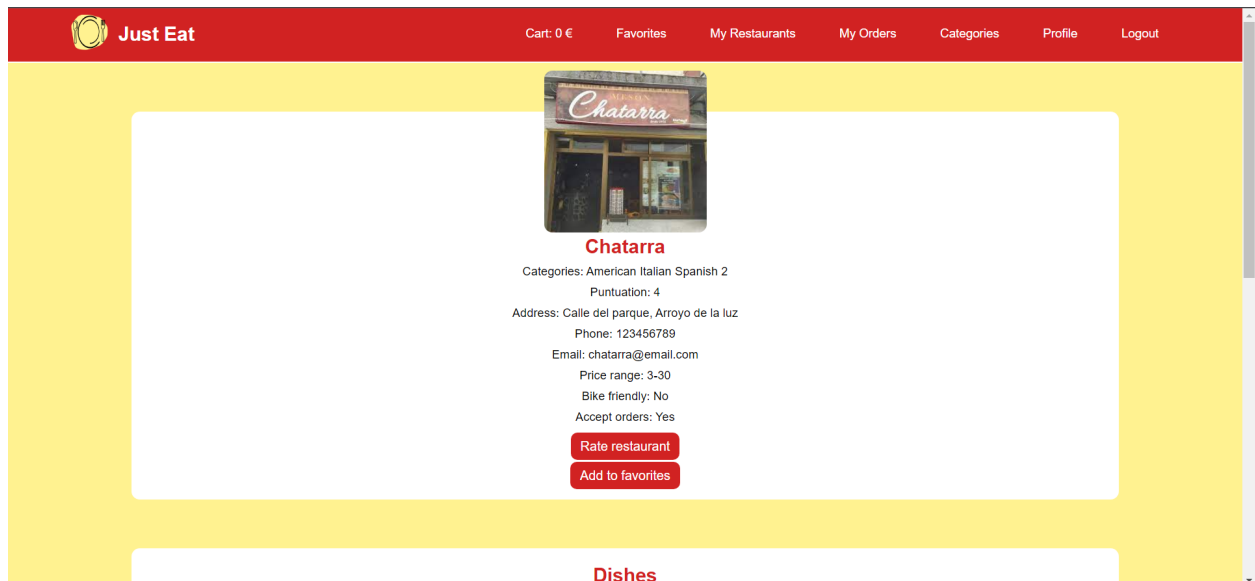 Just Eat
Cart: 0 €
Favorites
My Restaurants
My Orders
Categories
Profile
Logout
MESON
Chatarra
Chatarra
Categories: American Italian Spanish 2
Puntuation: 4
Address: Calle del parque, Arroyo de la luz
Phone: 123456789
Email: chatarra@email.com
Price range: 3-30
Bike friendly: No
Accept orders: Yes
Rate restaurant
Add to favorites
Dishes